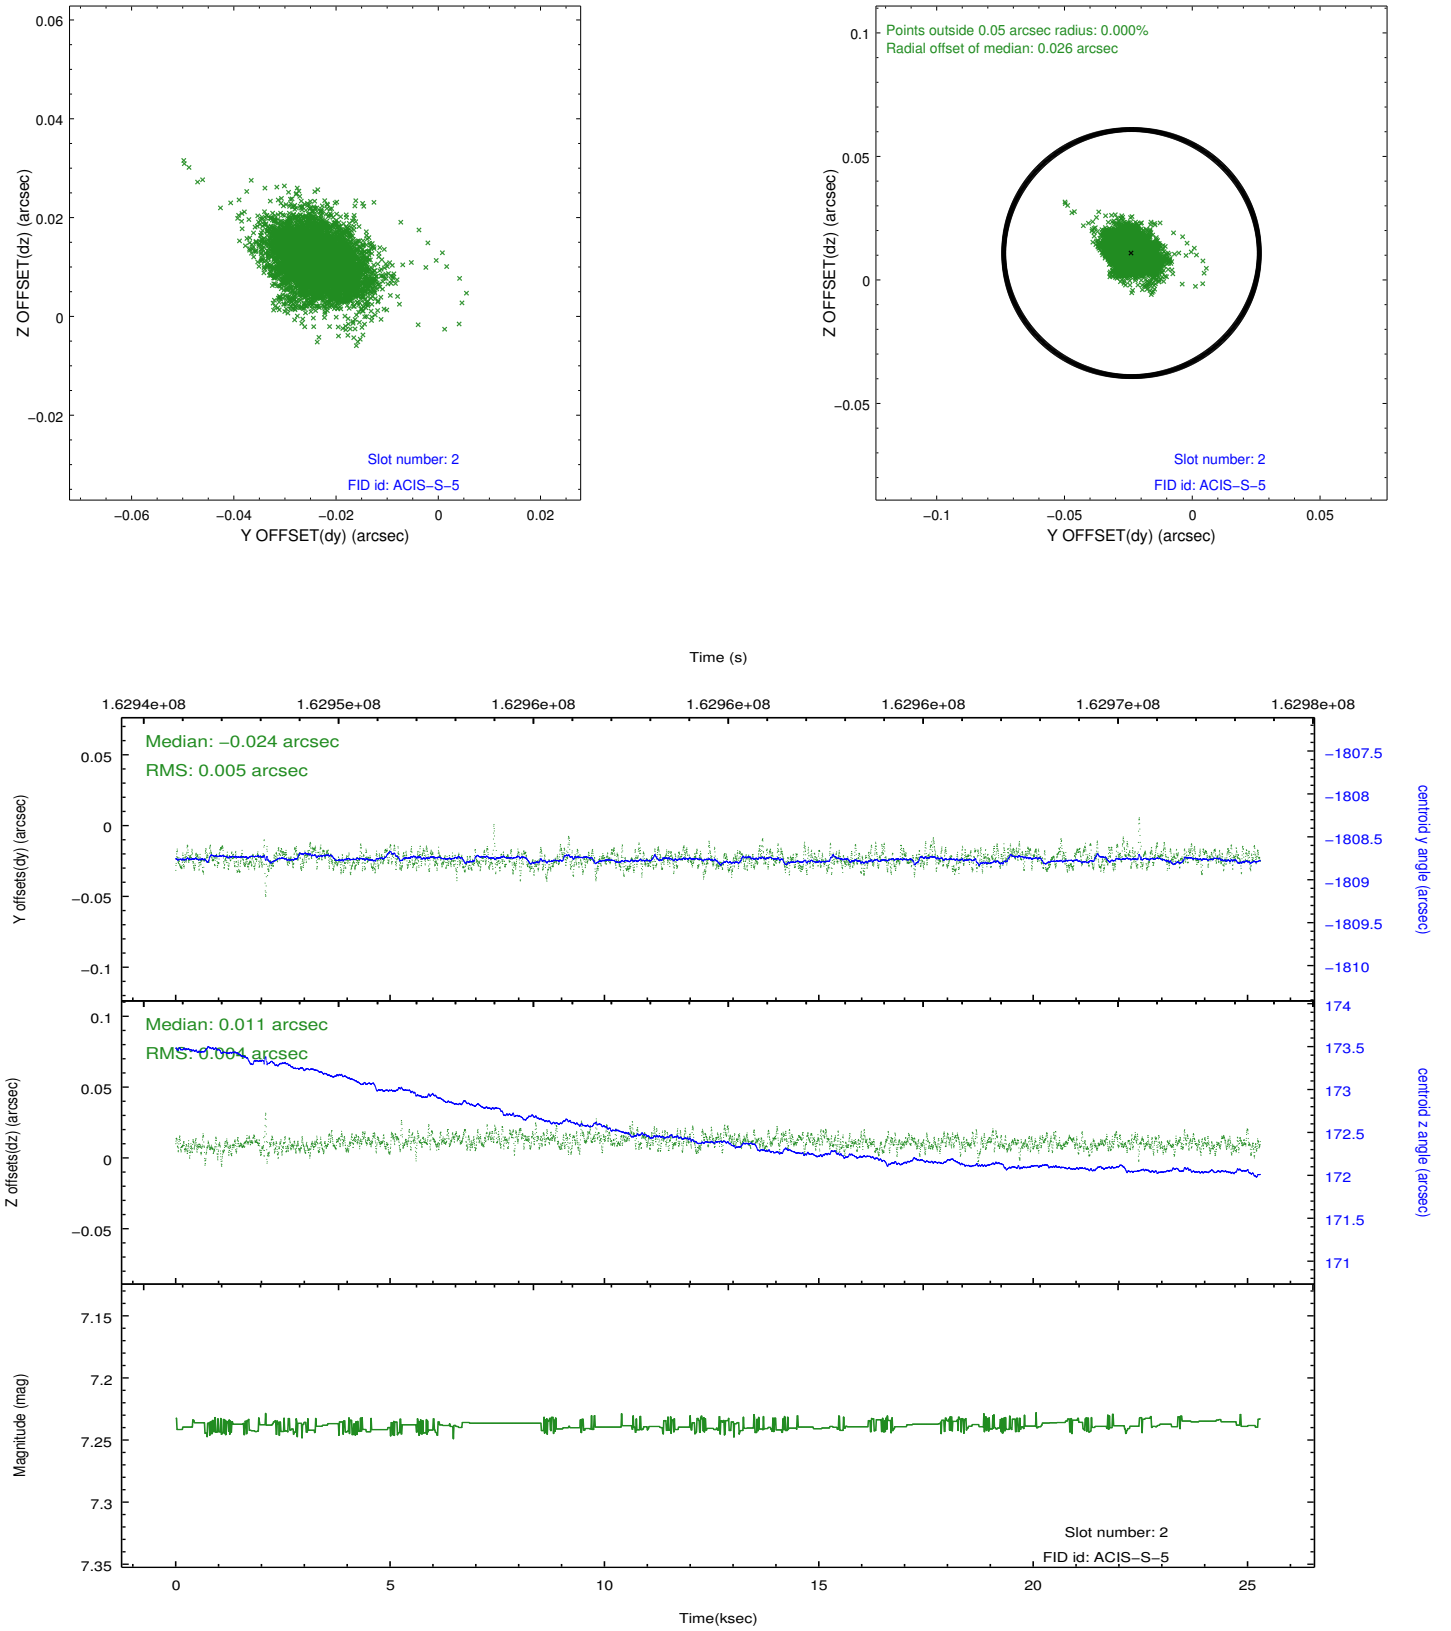 0.06
0.04
0.02
0
−0.02
Z OFFSET(dz) (arcsec)
Slot number: 2
FID id: ACIS−S−5
−0.06
−0.04
−0.02
0
0.02
Y OFFSET(dy) (arcsec)
Points outside 0.05 arcsec radius: 0.000%
Radial offset of median: 0.026 arcsec
0.1
0.05
0
−0.05
Z OFFSET(dz) (arcsec)
Slot number: 2
FID id: ACIS−S−5
−0.1
−0.05
0
0.05
Y OFFSET(dy) (arcsec)
Time (s)
1.6294e+08
1.6295e+08
1.6296e+08
1.6296e+08
1.6296e+08
1.6297e+08
1.6298e+08
Median: −0.024 arcsec
RMS: 0.005 arcsec
0.05
0
−0.05
−0.1
Y offsets(dy) (arcsec)
−1807.5
−1808
−1808.5
−1809
−1809.5
−1810
centroid y angle (arcsec)
Median: 0.011 arcsec
RMS: 0.004 arcsec
0.1
0.05
0
−0.05
Z offsets(dz) (arcsec)
174
173.5
173
172.5
172
171.5
171
centroid z angle (arcsec)
7.15
7.2
7.25
7.3
7.35
Magnitude (mag)
Slot number: 2
FID id: ACIS−S−5
0
5
10
15
20
25
Time(ksec)